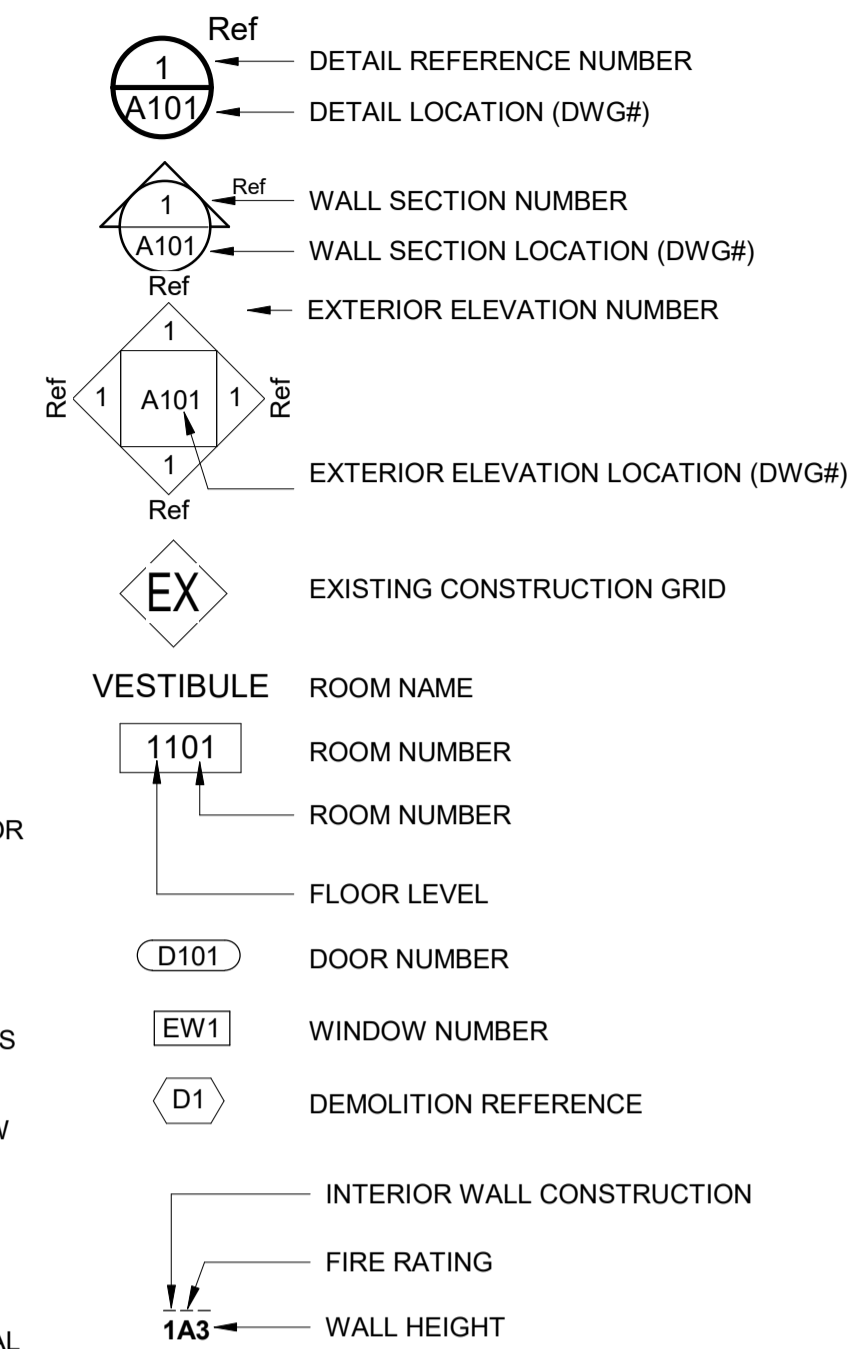 Ref
1
DETAIL REFERENCE NUMBER
A101
DETAIL LOCATION (DWG#)
Ref
1
WALL SECTION NUMBER
A101
WALL SECTION LOCATION (DWG#)
Ref
EXTERIOR ELEVATION NUMBER
1
Ref
1
A101
1
Ref
1
EXTERIOR ELEVATION LOCATION (DWG#)
Ref
EX
EXISTING CONSTRUCTION GRID
VESTIBULE
ROOM NAME
1101
ROOM NUMBER
ROOM NUMBER
OR
FLOOR LEVEL
D101
DOOR NUMBER
EW1
WINDOW NUMBER
S
D1
DEMOLITION REFERENCE
INTERIOR WALL CONSTRUCTION
FIRE RATING
1A3
WALL HEIGHT
AL